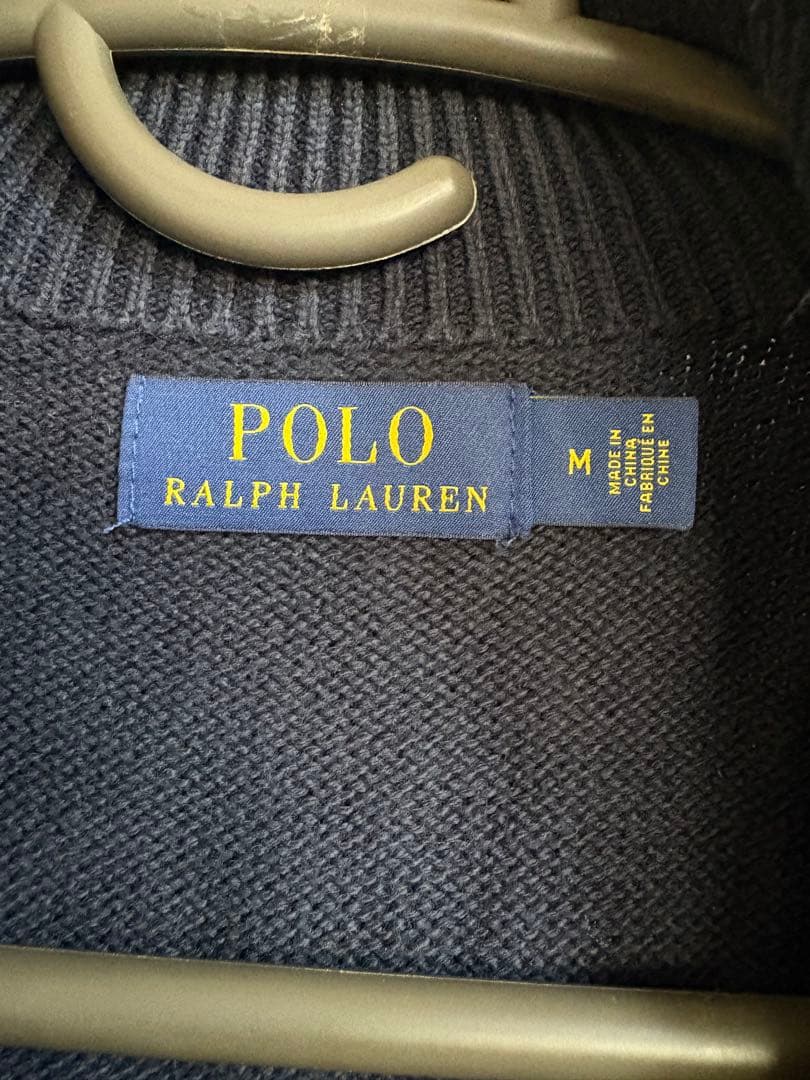 POLO
RALPH LAUREN
M
MADE IN
CHINA
FABRIQUÉ EN
CHINE